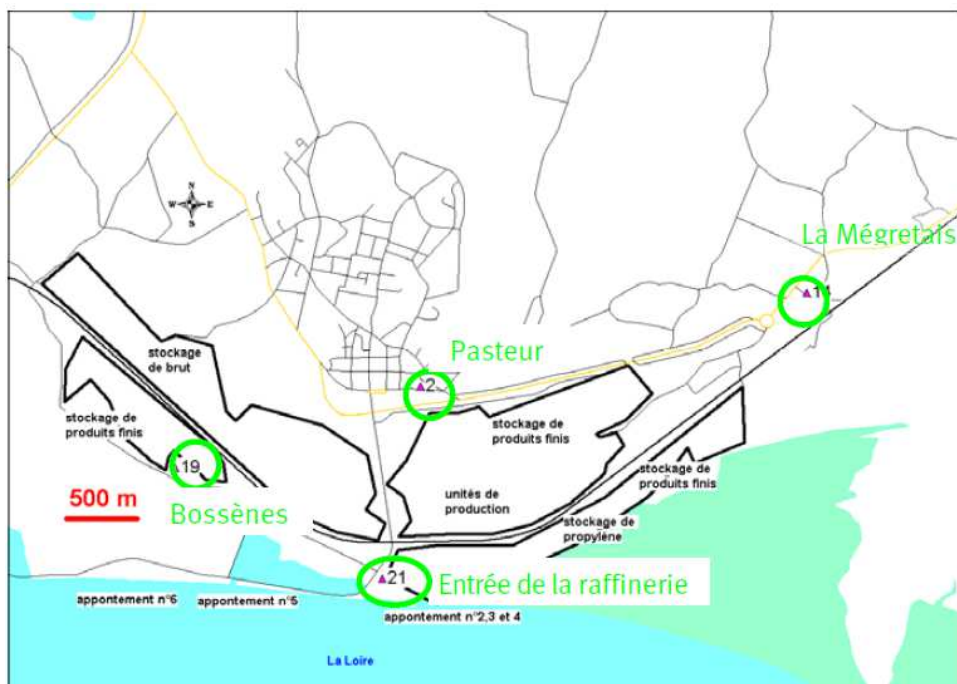 N
W E
S
La Mégretais
14
Pasteur
2
stockage
de brut
stockage de
produits finis
stockage de
produits finis
19
stockage de
produits finis
500 m
unités de
production
Bossènes
stockage de
propylène
21
Entrée de la raffinerie
appontement n°6
appontement n°5
appontement n°2,3 et 4
La Loire